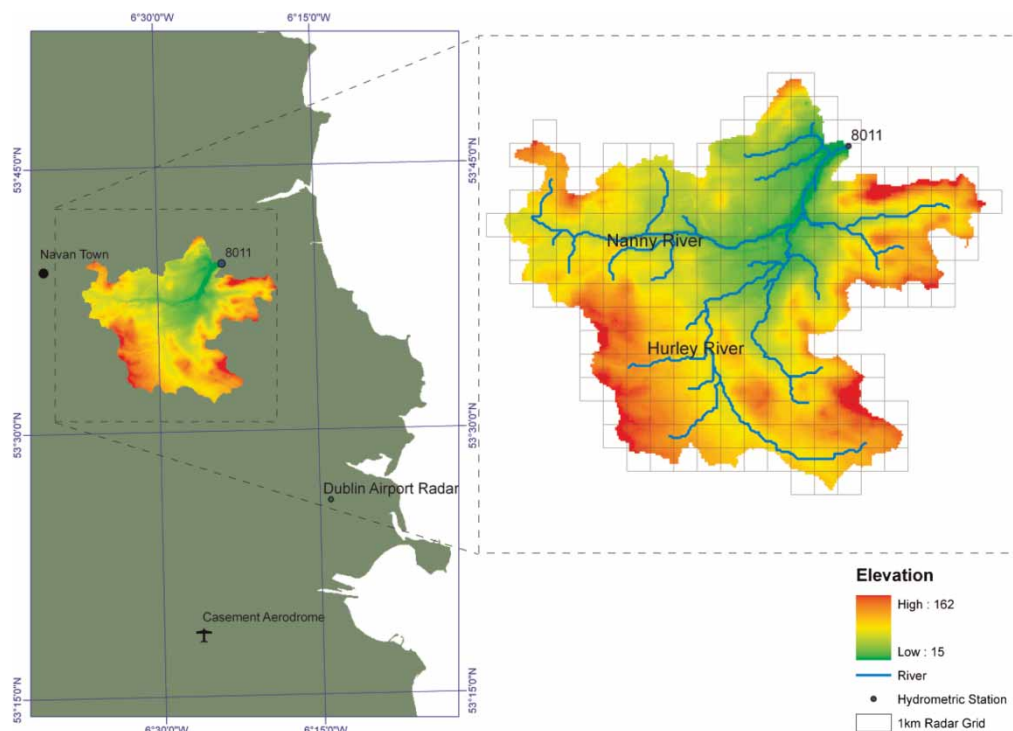 6°30'0"W
6°15'0"W
53°45'0"N
53°45'0"N
Navan Town
8011
53°30'0"N
53°30'0"N
Dublin Airport Radar
Casement Aerodrome
53°15'0"N
53°15'0"N
6°30'0"W
6°15'0"W
8011
Nanny River
Hurley River
Elevation
High : 162
Low : 15
River
Hydrometric Station
1km Radar Grid